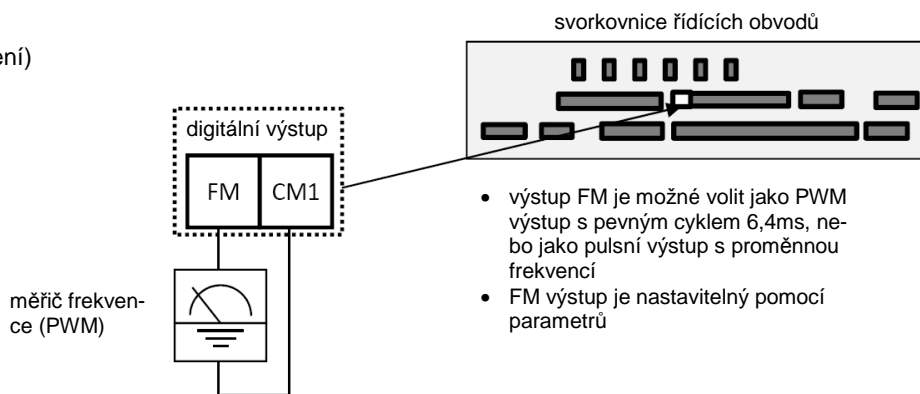 svorkovnice řídících obvodů
ení)
digitální výstup
FM CM1
měřič frekven-
ce (PWM)
• výstup FM je možné volit jako PWM
výstup s pevným cyklem 6,4ms, ne-
bo jako pulsní výstup s proměnnou
frekvencí
• FM výstup je nastavitelný pomocí
parametrů